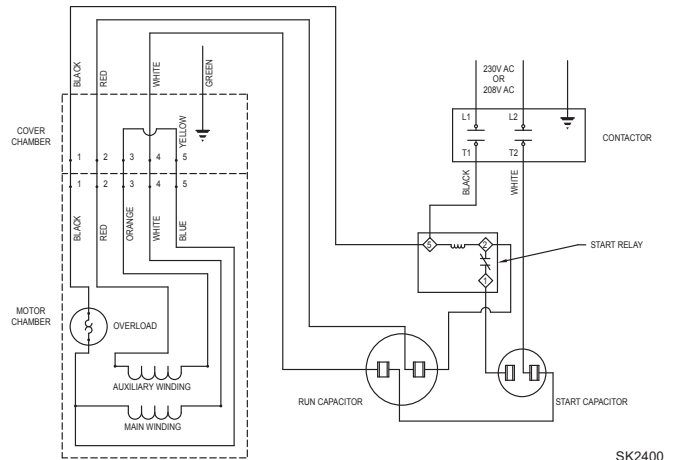 BLACK
RED
WHITE
GREEN
COVER
CHAMBER
YELLOW
1
2
3
4
5
1
2
3
4
5
BLACK
RED
ORANGE
WHITE
BLUE
MOTOR
CHAMBER
OVERLOAD
AUXILIARY WINDING
MAIN WINDING
230V AC
OR
208V AC
L1
L2
CONTACTOR
T1
T2
BLACK
WHITE
5
2
1
START RELAY
RUN CAPACITOR
START CAPACITOR
SK2400